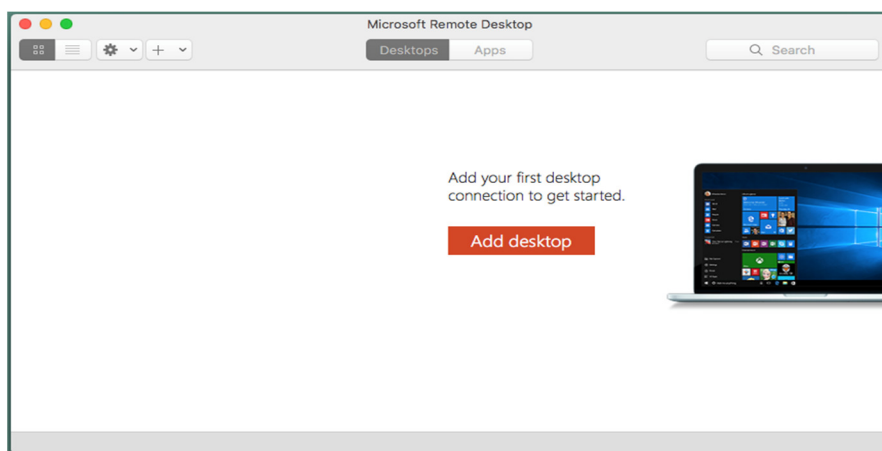 Microsoft Remote Desktop
Desktops Apps
Search
Add your first desktop
connection to get started.
Add desktop